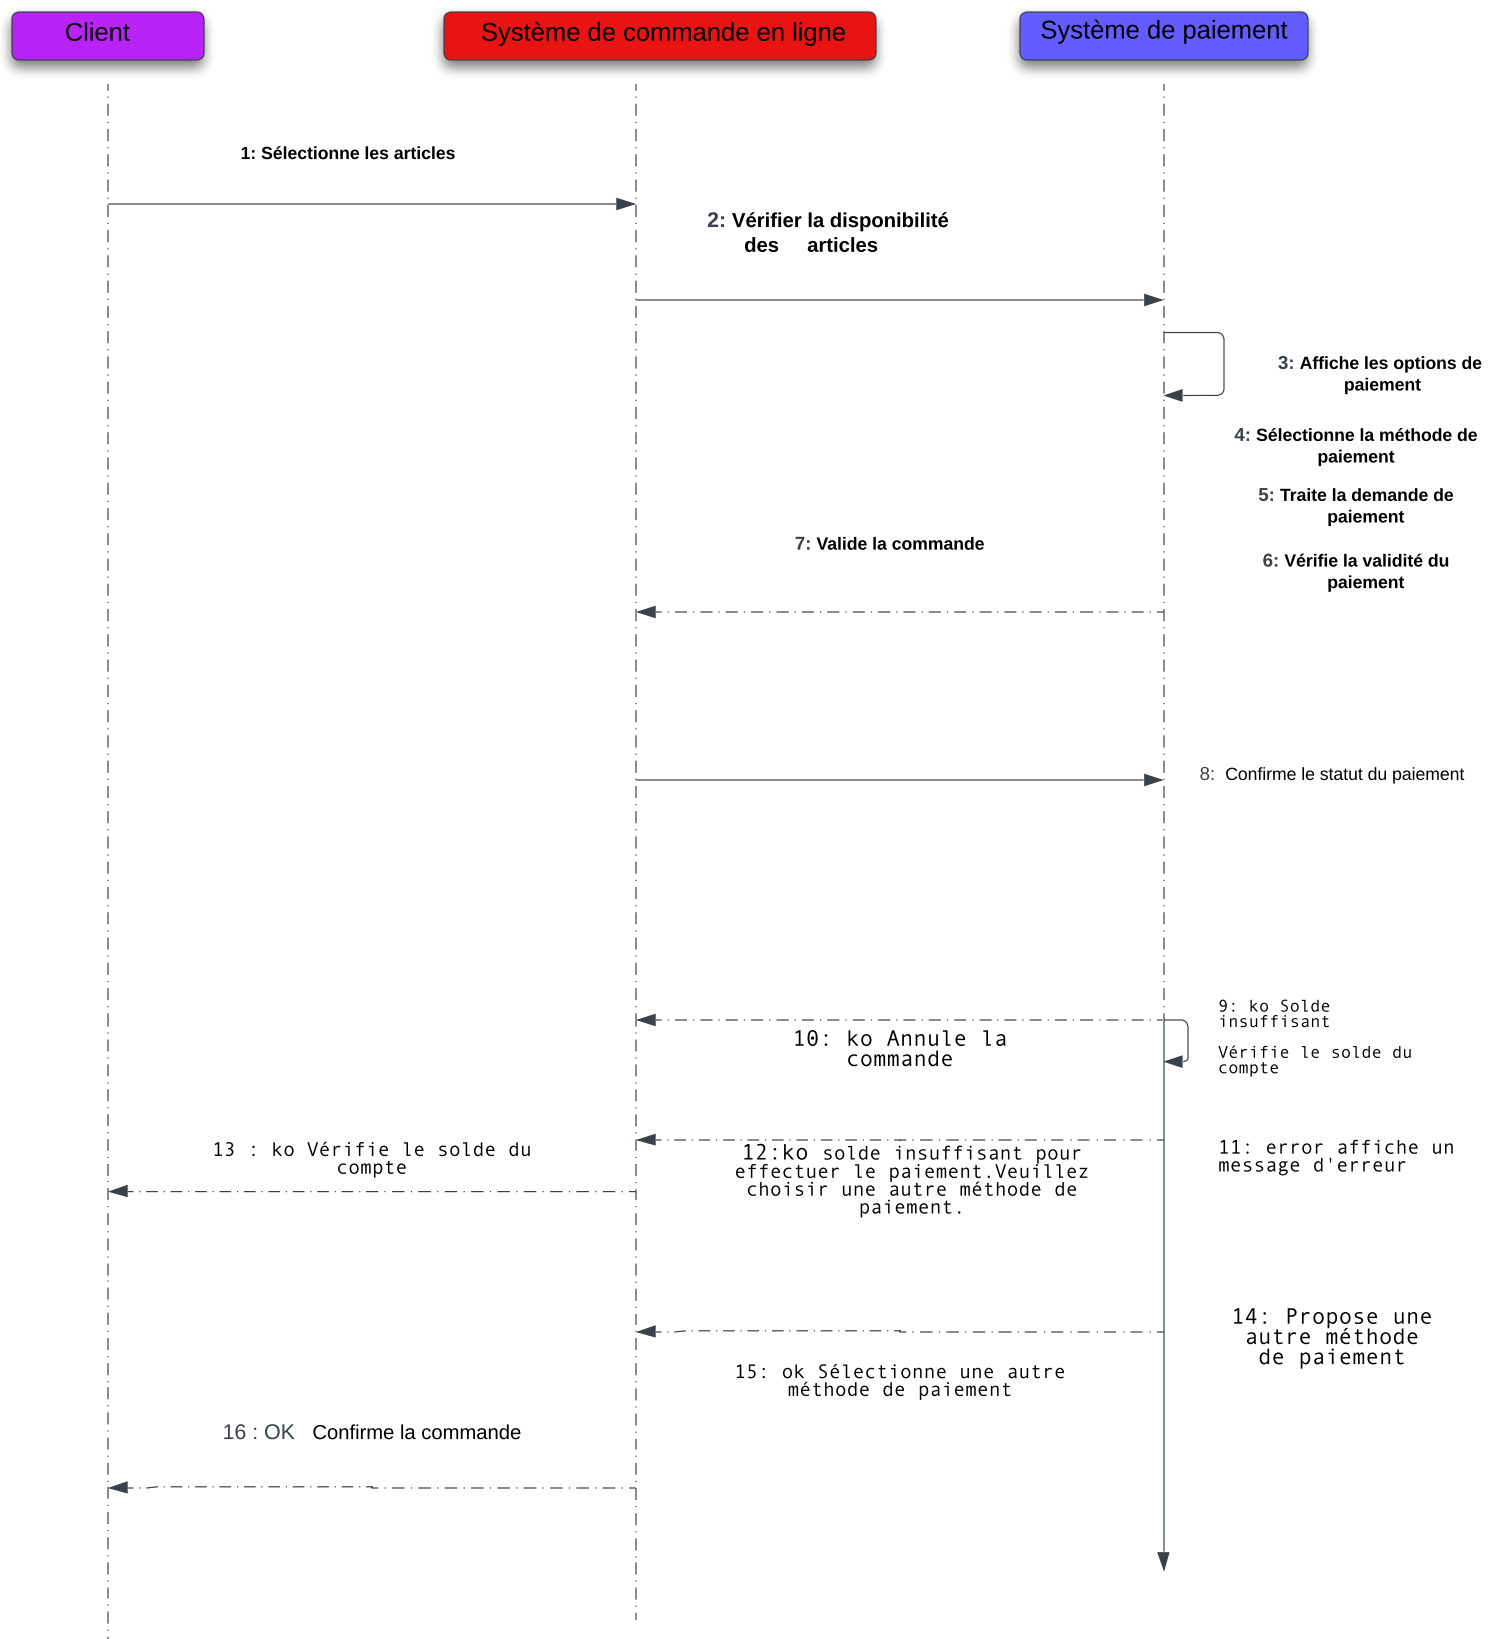 Client
Système de commande en ligne
Système de paiement
1: Sélectionne les articles
2: Vérifier la disponibilité
des articles
3: Affiche les options de
paiement
4: Sélectionne la méthode de
paiement
5: Traite la demande de
paiement
7: Valide la commande
6: Vérifie la validité du
paiement
8: Confirme le statut du paiement
9: ko Solde
insuffisant
10: ko Annule la
commande
Vérifie le solde du
compte
13 : ko Vérifie le solde du
compte
12:ko solde insuffisant pour
effectuer le paiement.Veuillez
choisir une autre méthode de
paiement.
11: error affiche un
message d'erreur
14: Propose une
autre méthode
de paiement
15: ok Sélectionne une autre
méthode de paiement
16 : OK Confirme la commande